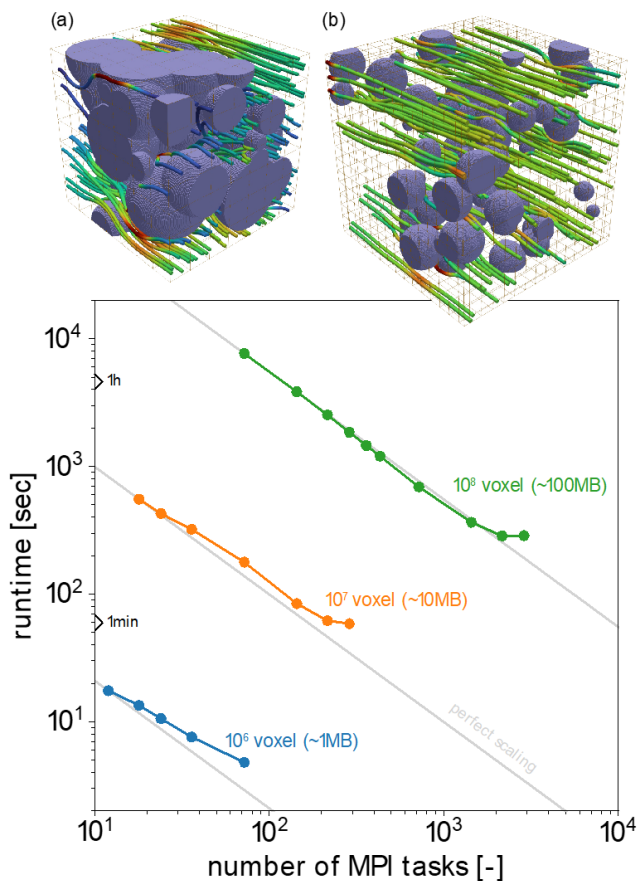 (a)
(b)
10⁴
1h
10³
10⁸ voxel (~100MB)
runtime [sec]
10²
10⁷ voxel (~10MB)
1min
10¹
10⁶ voxel (~1MB)
perfect scaling
10¹
10²
10³
10⁴
number of MPI tasks [-]